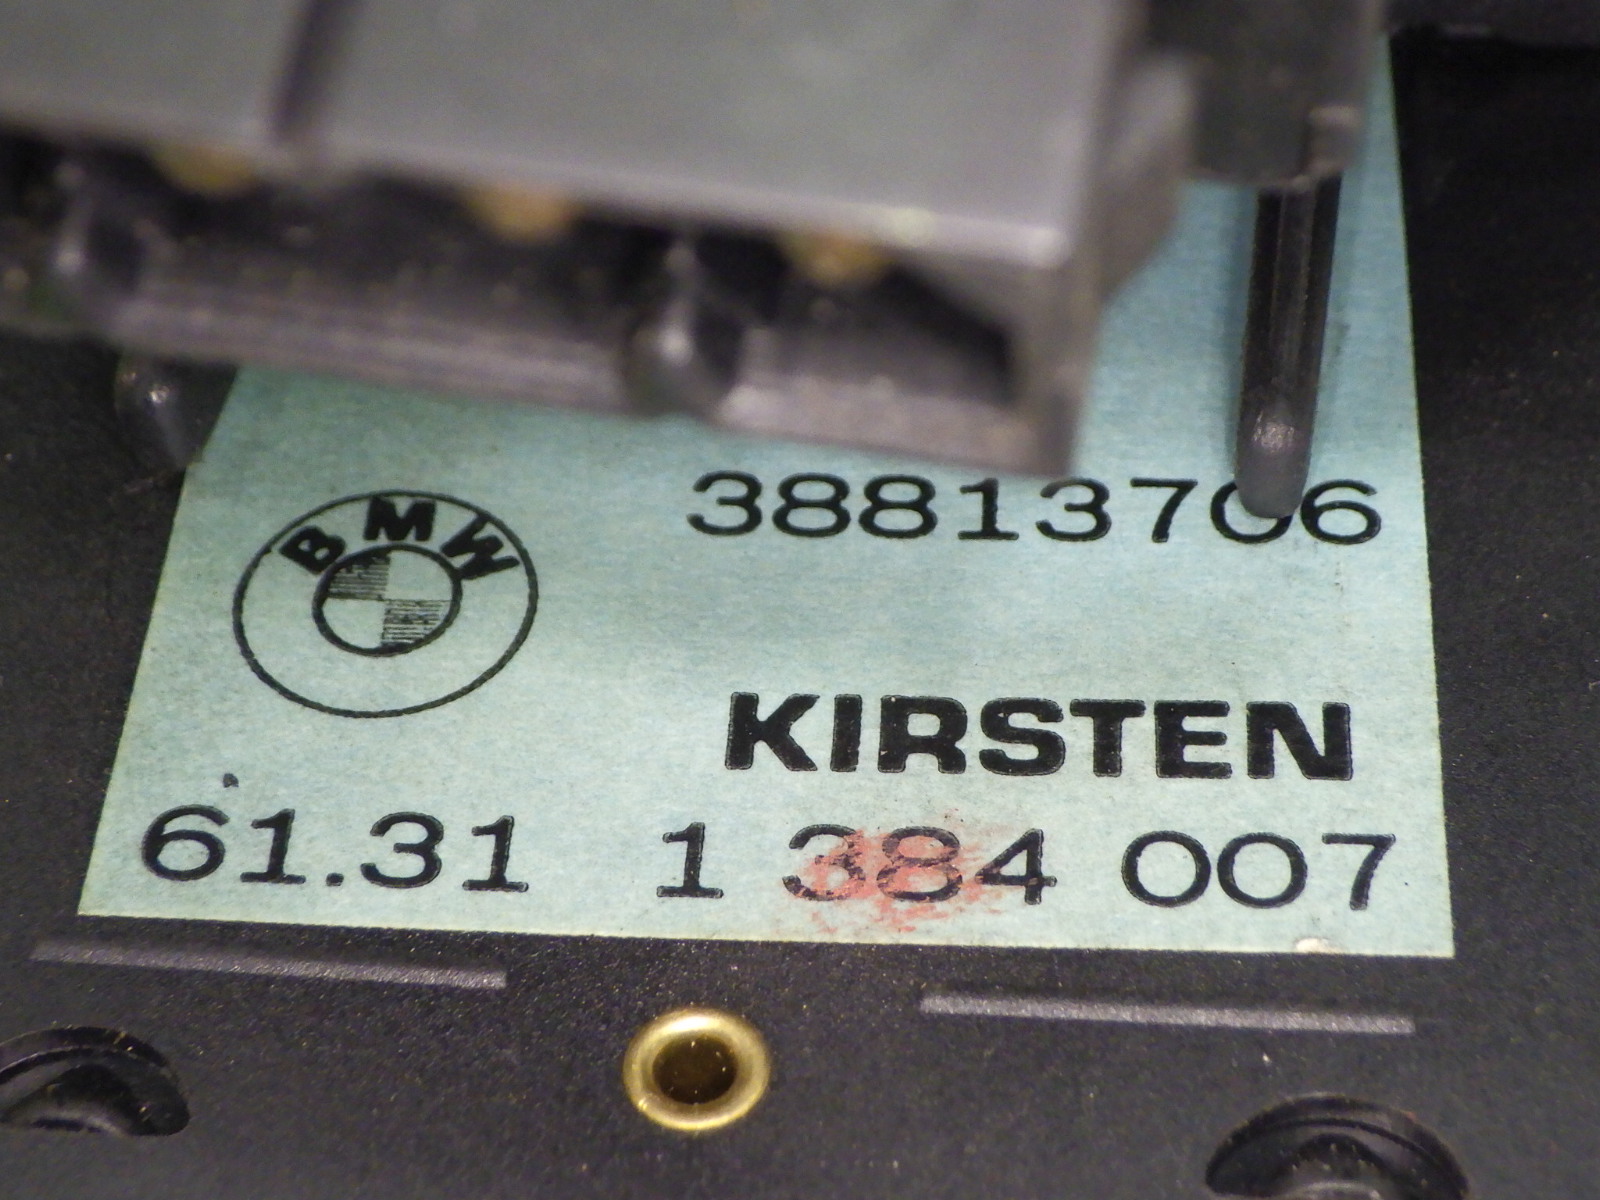 BMW
38813706
KIRSTEN
61.31 1 384 007